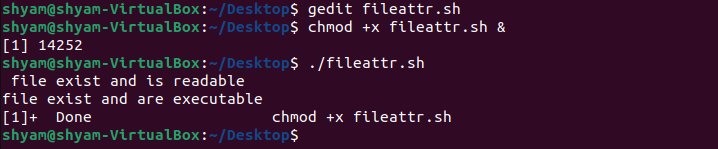 shyam@shyam-VirtualBox:~/Desktop$ gedit fileattr.sh
shyam@shyam-VirtualBox:~/Desktop$ chmod +x fileattr.sh &
[1] 14252
shyam@shyam-VirtualBox:~/Desktop$ ./fileattr.sh
 file exist and is readable
file exist and are executable
[1]+  Done                    chmod +x fileattr.sh
shyam@shyam-VirtualBox:~/Desktop$